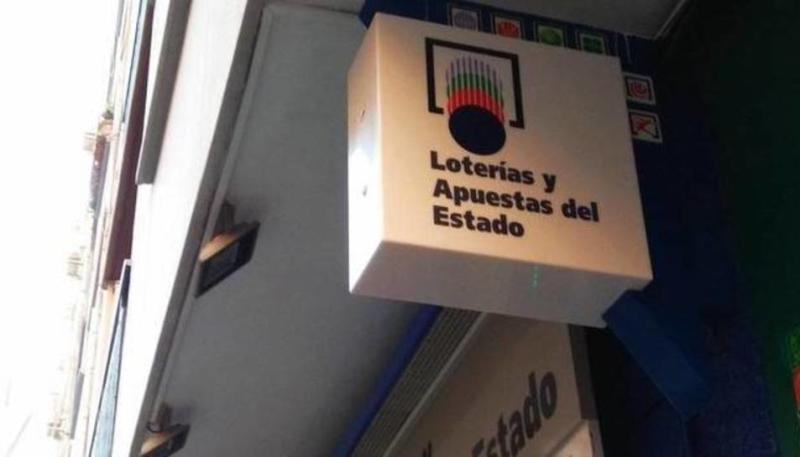 Loterías y
Apuestas del
Estado
Estado